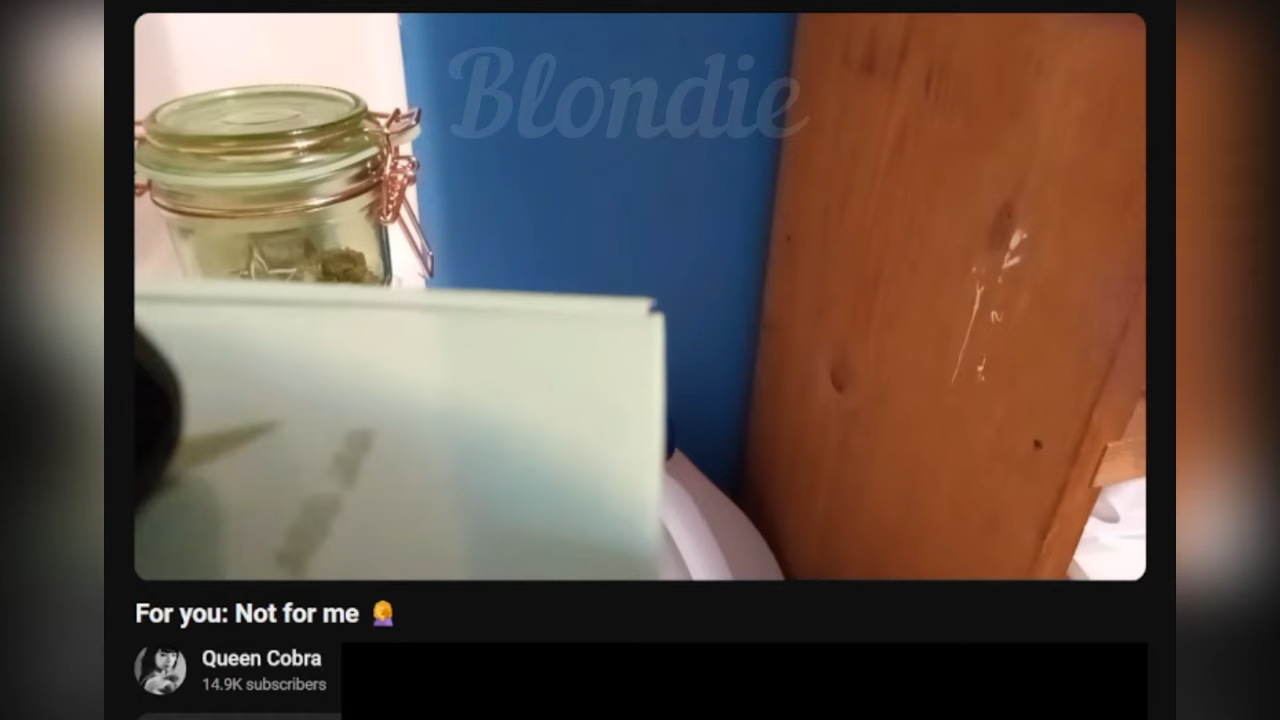 Blondie
For you: Not for me 🤦‍♀️
Queen Cobra
14.9K subscribers